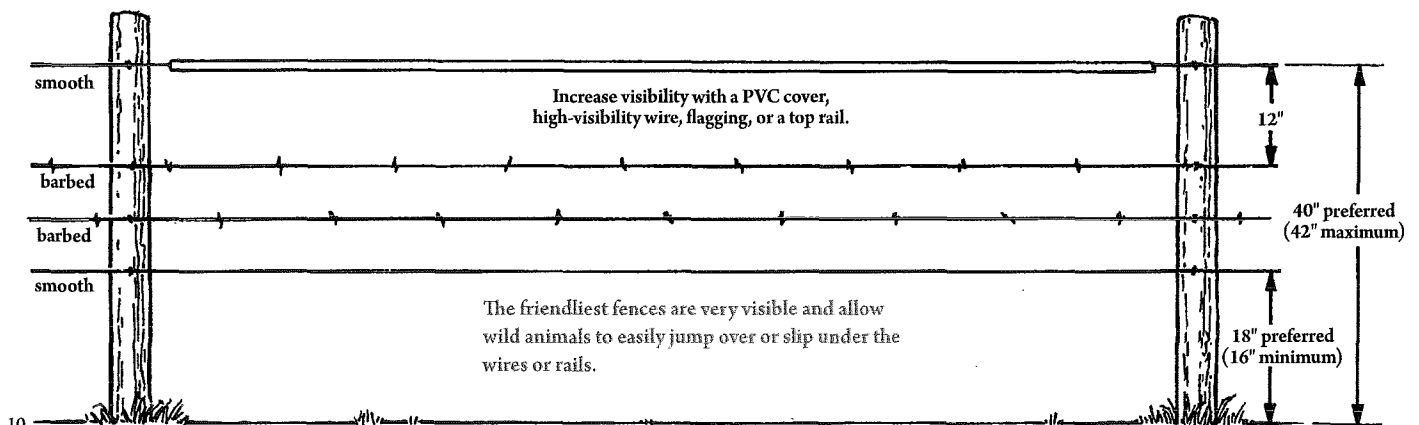 smooth
Increase visibility with a PVC cover,
high-visibility wire, flagging, or a top rail.
12"
barbed
barbed
40" preferred
(42" maximum)
smooth
The friendliest fences are very visible and allow
wild animals to easily jump over or slip under the
wires or rails.
18" preferred
(16" minimum)
10